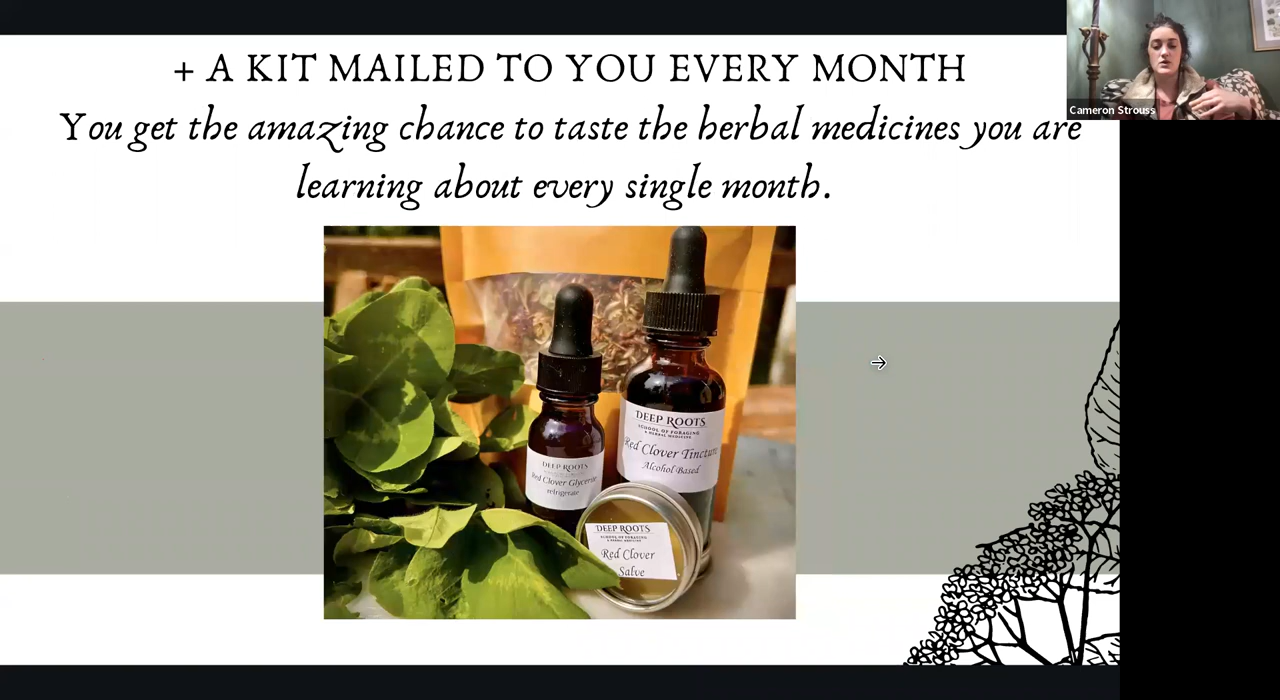 + A KIT MAILED TO YOU EVERY MONTH
You get the amazing chance to taste the herbal medicines you are
learning about every single month.
Cameron Strouss
DEEP ROOTS
SCHOOL OF FORAGING
& HERBAL MEDICINE
Red Clover Tincture
Alcohol Based
DEEP ROOTS
Red Clover Glycerite
refrigerate
DEEP ROOTS
SCHOOL OF FORAGING
& HERBAL MEDICINE
Red Clover
Salve